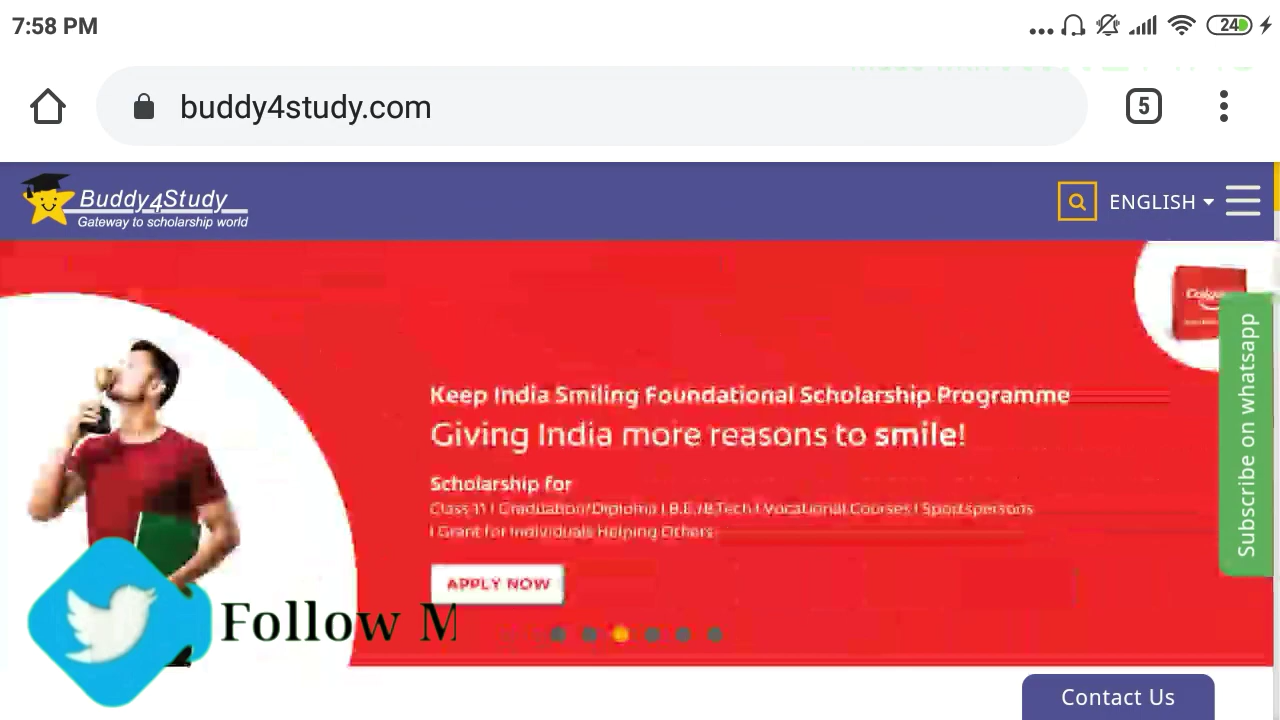 7:58 PM
24
buddy4study.com
5
Buddy4Study
Gateway to scholarship world
ENGLISH
Keep India Smiling Foundational Scholarship Programme
Giving India more reasons to smile!
Scholarship for
Class 11 | Graduation/Diploma | B.E./B.Tech | Vocational Courses | Sportspersons
| Grant for Individuals Helping Others
APPLY NOW
Subscribe on whatsapp
Follow M
Contact Us